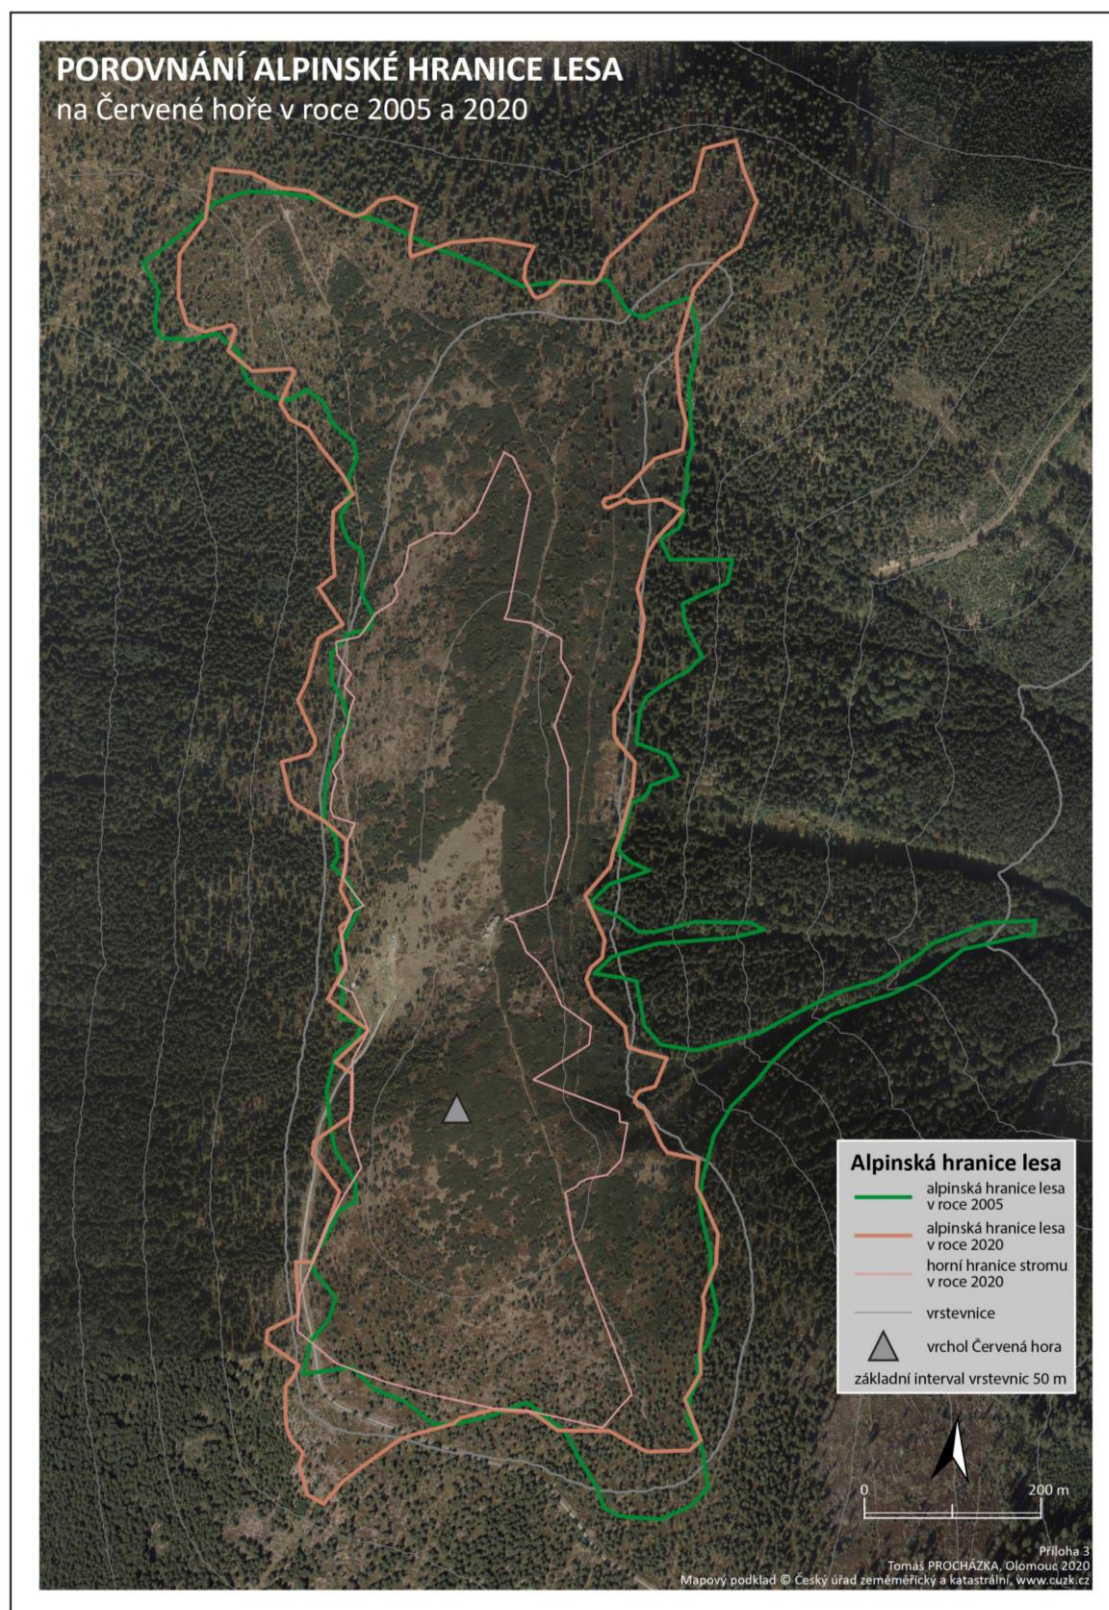 POROVNÁNÍ ALPINSKÉ HRANICE LESA
na Červené hoře v roce 2005 a 2020
Alpinská hranice lesa
alpinská hranice lesa
v roce 2005
alpinská hranice lesa
v roce 2020
horní hranice stromu
v roce 2020
vrstevnice
vrchol Červená hora
základní interval vrstevnic 50 m
0 200 m
Příloha 3
Tomáš PROCHÁZKA, Olomouc 2020
Mapový podklad © Český úřad zeměměřický a katastrální, www.cuzk.cz